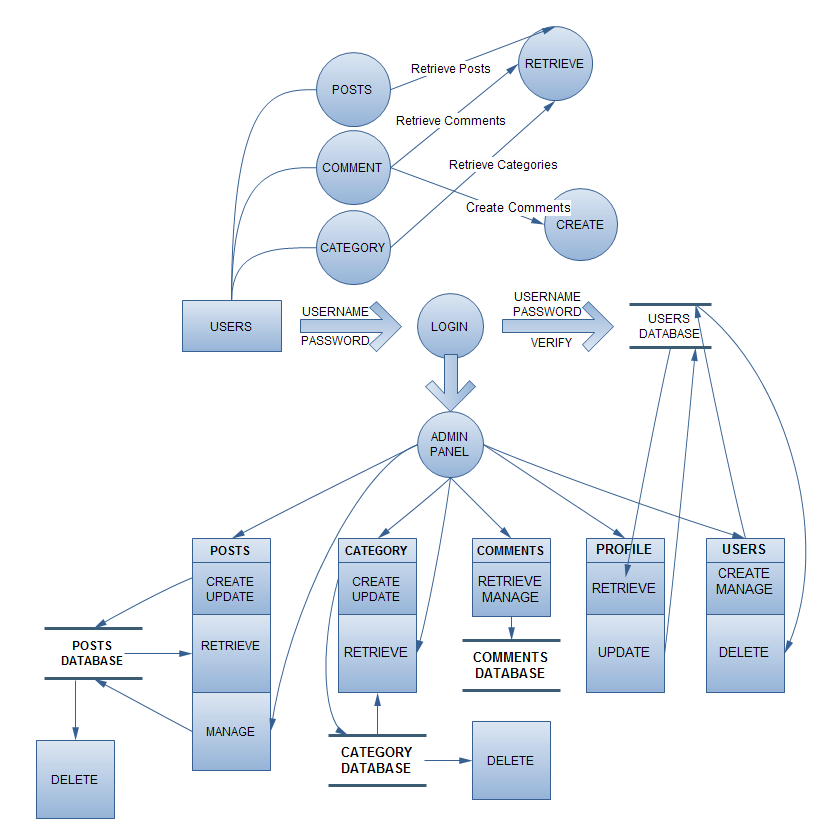 RETRIEVE
Retrieve Posts
POSTS
Retrieve Comments
COMMENT
Retrieve Categories
Create Comments
CREATE
CATEGORY
USERS
USERNAME
PASSWORD
LOGIN
USERNAME
PASSWORD
VERIFY
USERS
DATABASE
ADMIN
PANEL
POSTS
CREATE
UPDATE
RETRIEVE
MANAGE
CATEGORY
CREATE
UPDATE
RETRIEVE
COMMENTS
RETRIEVE
MANAGE
PROFILE
RETRIEVE
UPDATE
USERS
CREATE
MANAGE
DELETE
POSTS
DATABASE
DELETE
COMMENTS
DATABASE
CATEGORY
DATABASE
DELETE